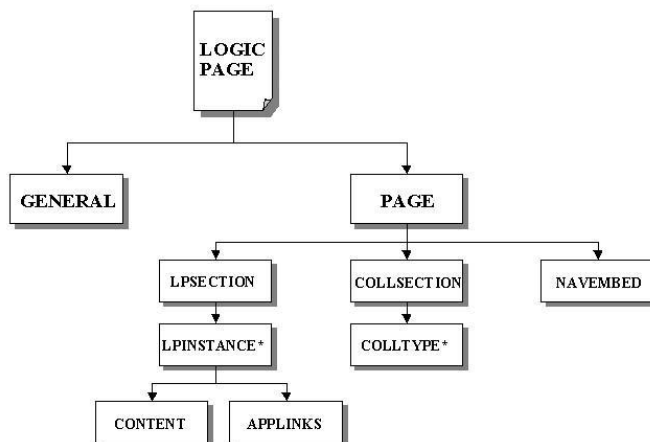 LOGIC
PAGE
GENERAL
PAGE
LPSECTION
COLLSECTION
NAVEMBED
LPINSTANCE*
COLLTYPE*
CONTENT
APPLINKS